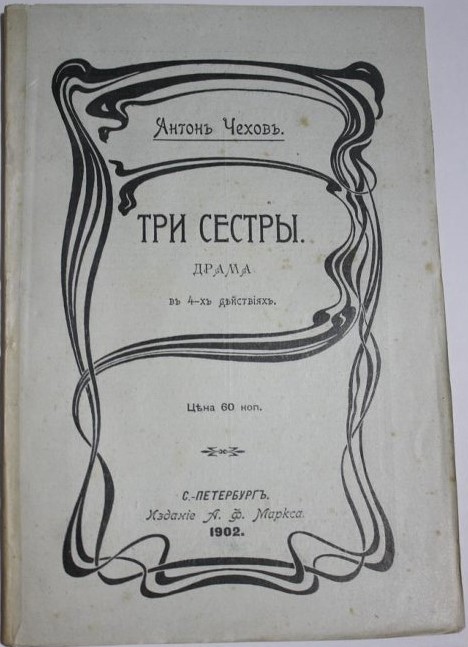 Антонъ Чеховъ.
ТРИ СЕСТРЫ.
ДРАМА
въ 4-хъ дѣйствіяхъ.
Цѣна 60 коп.
С.-ПЕТЕРБУРГЪ.
Изданіе А. Ф. Маркса.
1902.